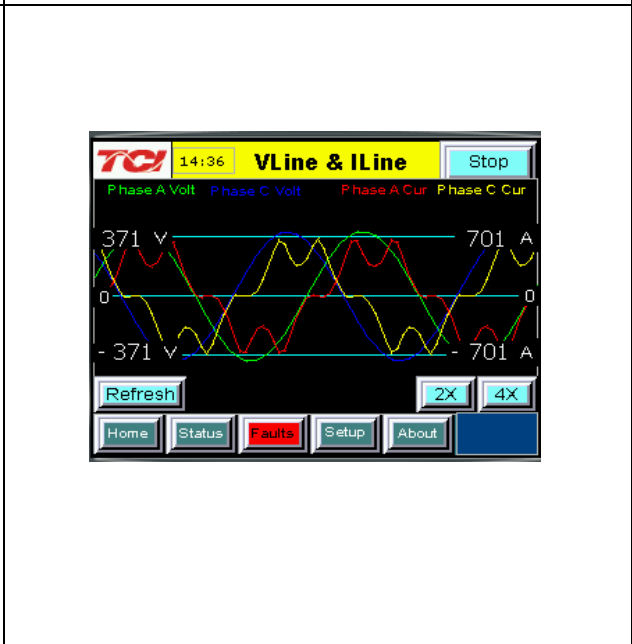 TCI 14:36 VLine & ILine Stop
Phase A Volt Phase C Volt Phase A Cur Phase C Cur
371 V 701 A
0 0
- 371 V - 701 A
Refresh 2X 4X
Home Status Faults Setup About